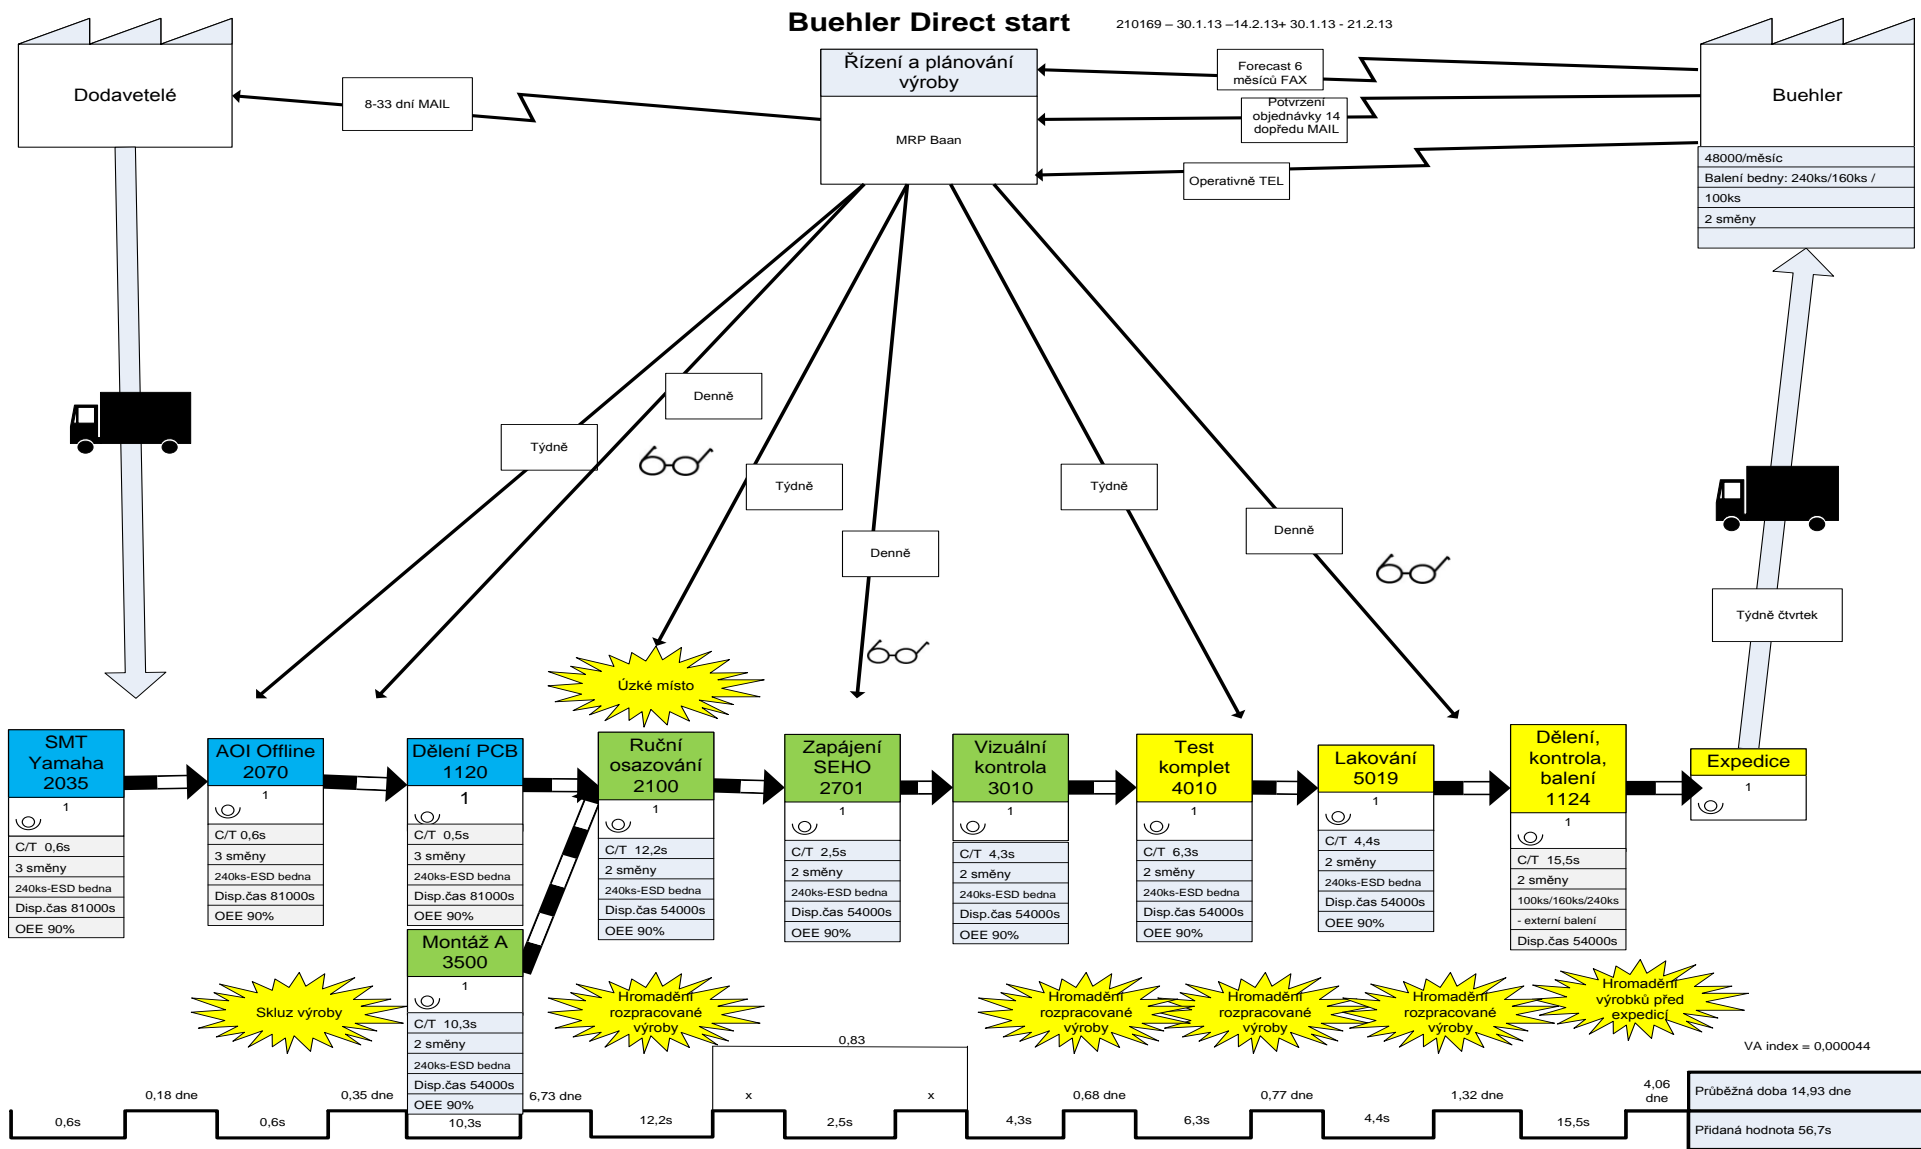 Buehler Direct start
210169 – 30.1.13 –14.2.13+ 30.1.13 - 21.2.13
Dodavetelé
8-33 dní MAIL
Řízení a plánování
výroby
MRP Baan
Forecast 6
měsíců FAX
Potvrzení
objednávky 14
dopředu MAIL
Operativně TEL
Buehler
48000/měsíc
Balení bedny: 240ks/160ks /
100ks
2 směny
Týdně
Denně
Týdně
Denně
Týdně
Denně
Týdně čtvrtek
Úzké místo
SMT
Yamaha
2035
1
C/T 0,6s
3 směny
240ks-ESD bedna
Disp.čas 81000s
OEE 90%
AOI Offline
2070
1
C/T 0,6s
3 směny
240ks-ESD bedna
Disp.čas 81000s
OEE 90%
Dělení PCB
1120
1
C/T 0,5s
3 směny
240ks-ESD bedna
Disp.čas 81000s
OEE 90%
Montáž A
3500
1
C/T 10,3s
2 směny
240ks-ESD bedna
Disp.čas 54000s
OEE 90%
Ruční
osazování
2100
1
C/T 12,2s
2 směny
240ks-ESD bedna
Disp.čas 54000s
OEE 90%
Zapájení
SEHO
2701
1
C/T 2,5s
2 směny
240ks-ESD bedna
Disp.čas 54000s
OEE 90%
Vizuální
kontrola
3010
1
C/T 4,3s
2 směny
240ks-ESD bedna
Disp.čas 54000s
OEE 90%
Test
komplet
4010
1
C/T 6,3s
2 směny
240ks-ESD bedna
Disp.čas 54000s
OEE 90%
Lakování
5019
1
C/T 4,4s
2 směny
240ks-ESD bedna
Disp.čas 54000s
OEE 90%
Dělení,
kontrola,
balení
1124
1
C/T 15,5s
2 směny
100ks/160ks/240ks
- externí balení
Disp.čas 54000s
Expedice
1
Skluz výroby
Hromadění
rozpracované
výroby
Hromadění
rozpracované
výroby
Hromadění
rozpracované
výroby
Hromadění
rozpracované
výroby
Hromadění
výrobků před
expedicí
0,83
VA index = 0,000044
0,18 dne
0,35 dne
6,73 dne
x
x
0,68 dne
0,77 dne
1,32 dne
4,06
dne
Průběžná doba 14,93 dne
0,6s
0,6s
10,3s
12,2s
2,5s
4,3s
6,3s
4,4s
15,5s
Přidaná hodnota 56,7s